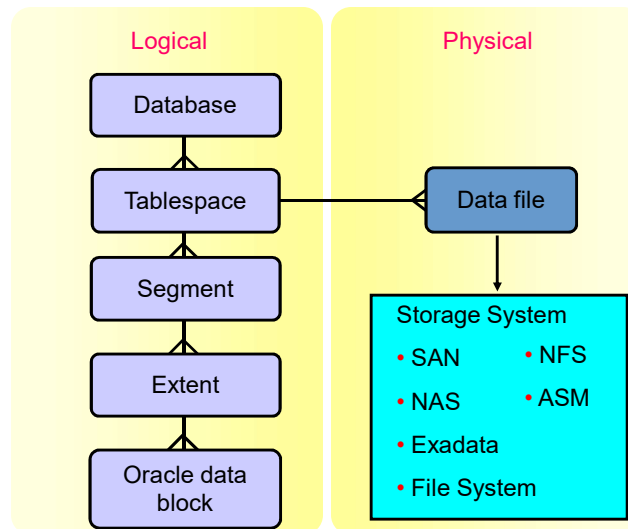 Logical
Physical
Database
Tablespace
Data file
Segment
Extent
Oracle data
block
Storage System
• SAN
• NAS
• Exadata
• File System
• NFS
• ASM